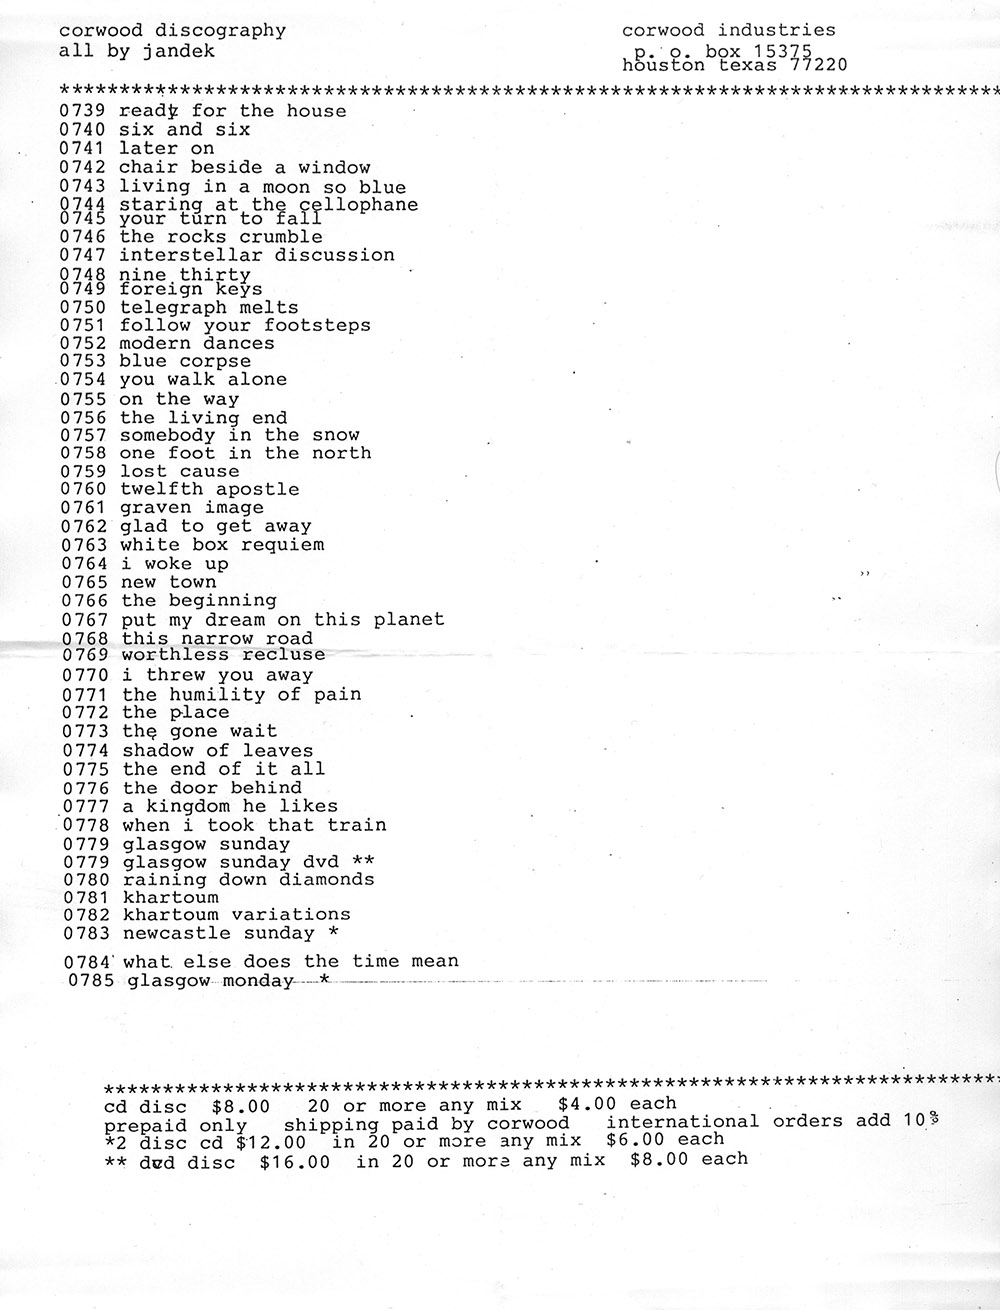 corwood discography
all by jandek
corwood industries
p. o. box 15375
houston texas 77220
*******************************************************************************
0739 ready for the house
0740 six and six
0741 later on
0742 chair beside a window
0743 living in a moon so blue
0744 staring at the cellophane
0745 your turn to fall
0746 the rocks crumble
0747 interstellar discussion
0748 nine thirty
0749 foreign keys
0750 telegraph melts
0751 follow your footsteps
0752 modern dances
0753 blue corpse
0754 you walk alone
0755 on the way
0756 the living end
0757 somebody in the snow
0758 one foot in the north
0759 lost cause
0760 twelfth apostle
0761 graven image
0762 glad to get away
0763 white box requiem
0764 i woke up
0765 new town
0766 the beginning
0767 put my dream on this planet
0768 this narrow road
0769 worthless recluse
0770 i threw you away
0771 the humility of pain
0772 the place
0773 the gone wait
0774 shadow of leaves
0775 the end of it all
0776 the door behind
0777 a kingdom he likes
0778 when i took that train
0779 glasgow sunday
0779 glasgow sunday dvd **
0780 raining down diamonds
0781 khartoum
0782 khartoum variations
0783 newcastle sunday *
0784 what else does the time mean
0785 glasgow monday *
***************************************************************************
cd disc $8.00 20 or more any mix $4.00 each
prepaid only shipping paid by corwood international orders add 10%
*2 disc cd $12.00 in 20 or more any mix $6.00 each
** dvd disc $16.00 in 20 or more any mix $8.00 each